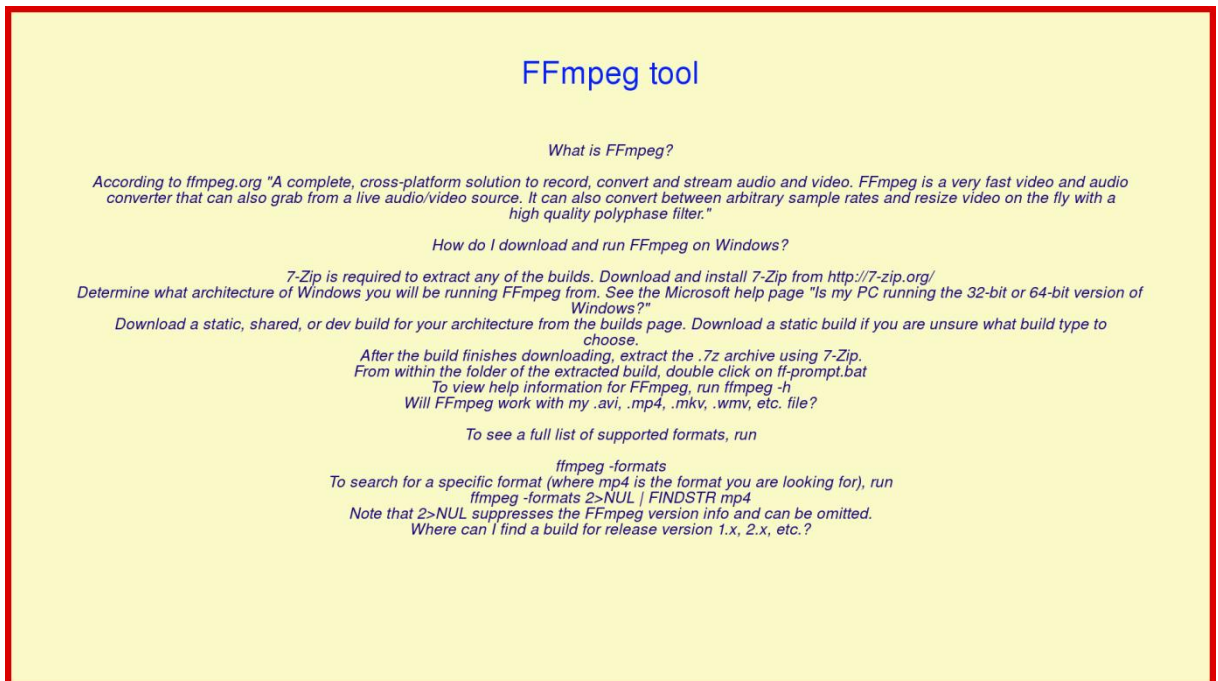 FFmpeg tool
What is FFmpeg?
According to ffmpeg.org "A complete, cross-platform solution to record, convert and stream audio and video. FFmpeg is a very fast video and audio
converter that can also grab from a live audio/video source. It can also convert between arbitrary sample rates and resize video on the fly with a
high quality polyphase filter."
How do I download and run FFmpeg on Windows?
7-Zip is required to extract any of the builds. Download and install 7-Zip from http://7-zip.org/
Determine what architecture of Windows you will be running FFmpeg from. See the Microsoft help page "Is my PC running the 32-bit or 64-bit version of
Windows?"
Download a static, shared, or dev build for your architecture from the builds page. Download a static build if you are unsure what build type to
choose.
After the build finishes downloading, extract the .7z archive using 7-Zip.
From within the folder of the extracted build, double click on ff-prompt.bat
To view help information for FFmpeg, run ffmpeg -h
Will FFmpeg work with my .avi, .mp4, .mkv, .wmv, etc. file?
To see a full list of supported formats, run
ffmpeg -formats
To search for a specific format (where mp4 is the format you are looking for), run
ffmpeg -formats 2>NUL | FINDSTR mp4
Note that 2>NUL suppresses the FFmpeg version info and can be omitted.
Where can I find a build for release version 1.x, 2.x, etc.?